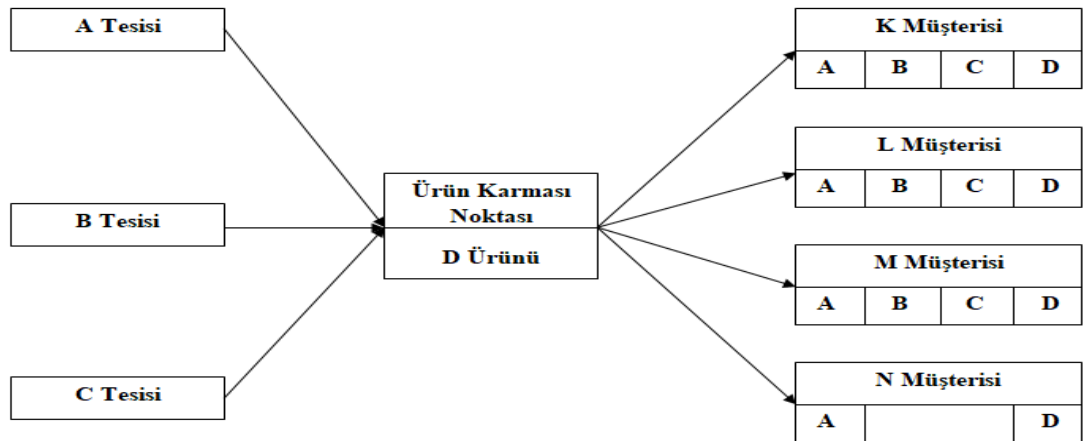 A Tesisi
B Tesisi
C Tesisi
Ürün Karması
Noktası
D Ürünü
K Müşterisi
A B C D
L Müşterisi
A B C D
M Müşterisi
A B C D
N Müşterisi
A D